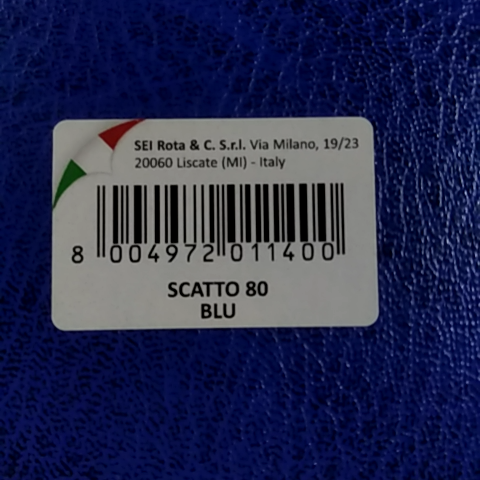 SEI Rota & C. S.r.l. Via Milano, 19/23
20060 Liscate (MI) - Italy
8 004972 011400
SCATTO 80
BLU